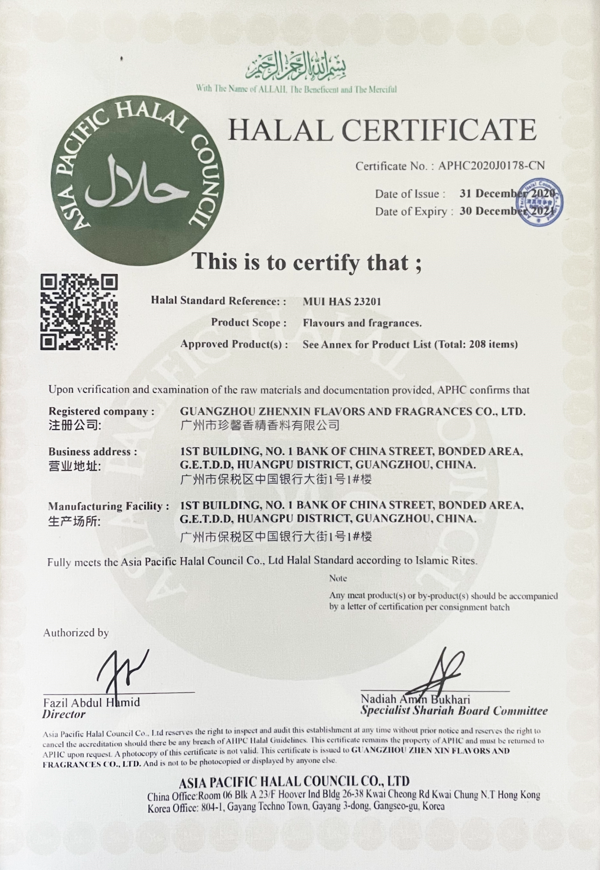 بسم الله الرحمن الرحيم
With The Name of ALLAH, The Beneficent and The Merciful
ASIA PACIFIC HALAL COUNCIL
حلال
HALAL CERTIFICATE
Certificate No. : APHC2020J0178-CN
Date of Issue : 31 December 2020
Date of Expiry : 30 December 2021
This is to certify that ;
Halal Standard Reference: : MUI HAS 23201
Product Scope : Flavours and fragrances.
Approved Product(s) : See Annex for Product List (Total: 208 items)
Upon verification and examination of the raw materials and documentation provided, APHC confirms that
Registered company : GUANGZHOU ZHENXIN FLAVORS AND FRAGRANCES CO., LTD.
注册公司: 广州市珍馨香精香料有限公司
Business address : 1ST BUILDING, NO. 1 BANK OF CHINA STREET, BONDED AREA,
营业地址: G.E.T.D.D, HUANGPU DISTRICT, GUANGZHOU, CHINA.
广州市保税区中国银行大街1号1#楼
Manufacturing Facility : 1ST BUILDING, NO. 1 BANK OF CHINA STREET, BONDED AREA,
生产场所: G.E.T.D.D, HUANGPU DISTRICT, GUANGZHOU, CHINA.
广州市保税区中国银行大街1号1#楼
Fully meets the Asia Pacific Halal Council Co., Ltd Halal Standard according to Islamic Rites.
Note
Any meat product(s) or by-product(s) should be accompanied
by a letter of certification per consignment batch
Authorized by
Fazil Abdul Hamid
Director
Nadiah Amin Bukhari
Specialist Shariah Board Committee
Asia Pacific Halal Council Co., Ltd reserves the right to inspect and audit this establishment at any time without prior notice and reserves the right to
cancel the accreditation should there be any breach of AHPC Halal Guidelines. This certificate remains the property of APHC and must be returned to
APHC upon request. A photocopy of this certificate is not valid. This certificate is issued to GUANGZHOU ZHEN XIN FLAVORS AND
FRAGRANCES CO., LTD. And is not to be photocopied or displayed by anyone else.
ASIA PACIFIC HALAL COUNCIL CO., LTD
China Office:Room 06 Blk A 23/F Hoover Ind Bldg 26-38 Kwai Cheong Rd Kwai Chung N.T Hong Kong
Korea Office: 804-1, Gayang Techno Town, Gayang 3-dong, Gangseo-gu, Korea